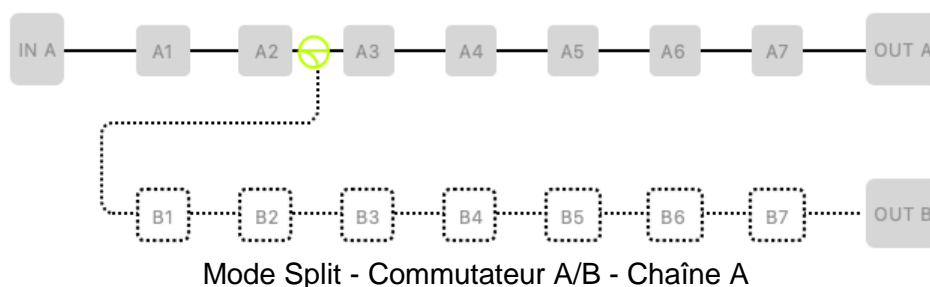 IN A A1 A2 A3 A4 A5 A6 A7 OUT A
B1 B2 B3 B4 B5 B6 B7 OUT B
Mode Split - Commutateur A/B - Chaîne A